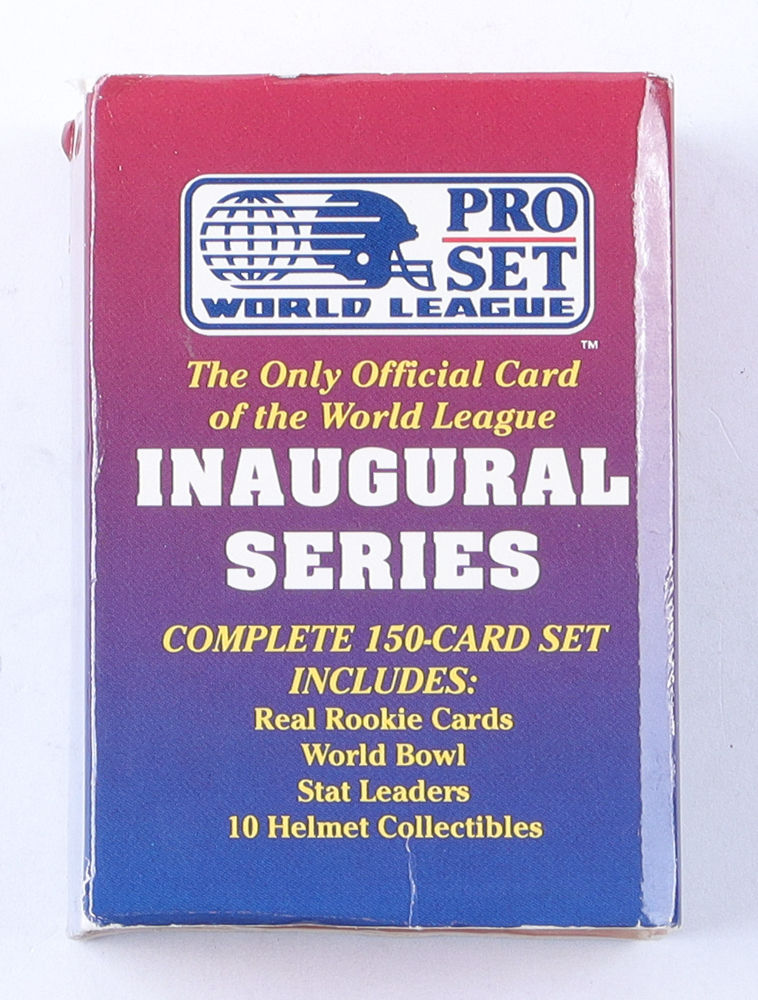 PRO
SET
WORLD LEAGUE
TM
The Only Official Card
of the World League
INAUGURAL
SERIES
COMPLETE 150-CARD SET
INCLUDES:
Real Rookie Cards
World Bowl
Stat Leaders
10 Helmet Collectibles